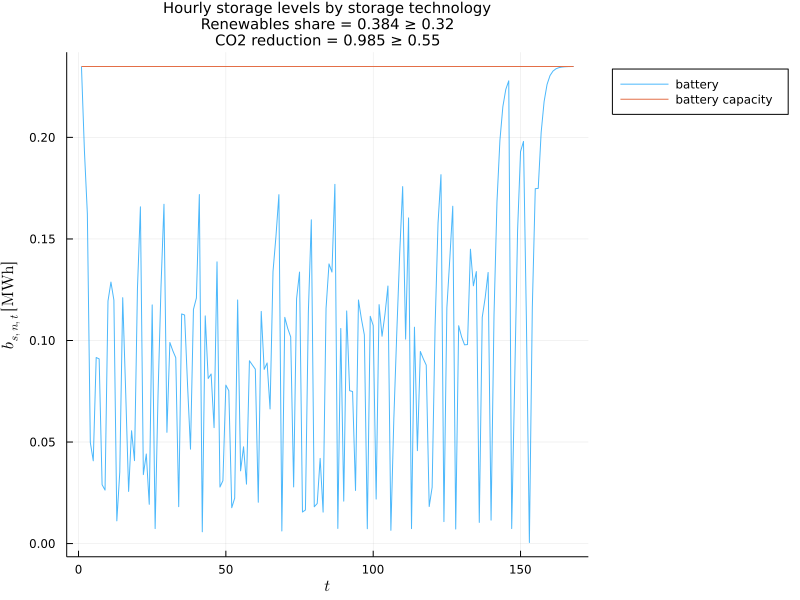 Hourly storage levels by storage technology
Renewables share = 0.384 ≥ 0.32
CO2 reduction = 0.985 ≥ 0.55
battery
battery capacity
b_{s,n,t} [MWh]
0.20
0.15
0.10
0.05
0.00
0 50 100 150
t